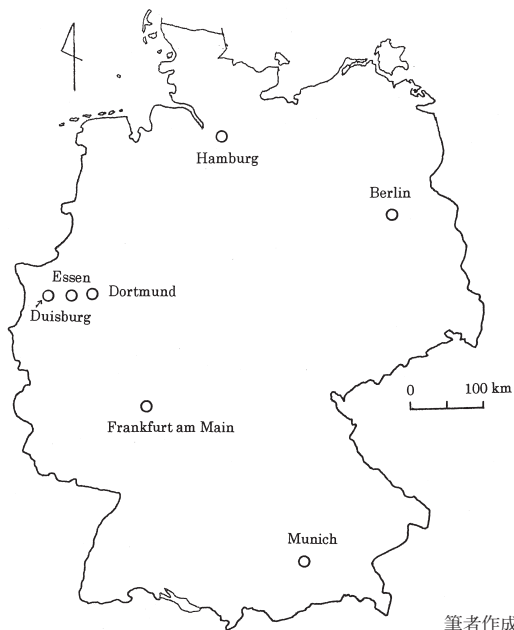 Hamburg
Berlin
Essen
Dortmund
Duisburg
0 100 km
Frankfurt am Main
Munich
筆者作成